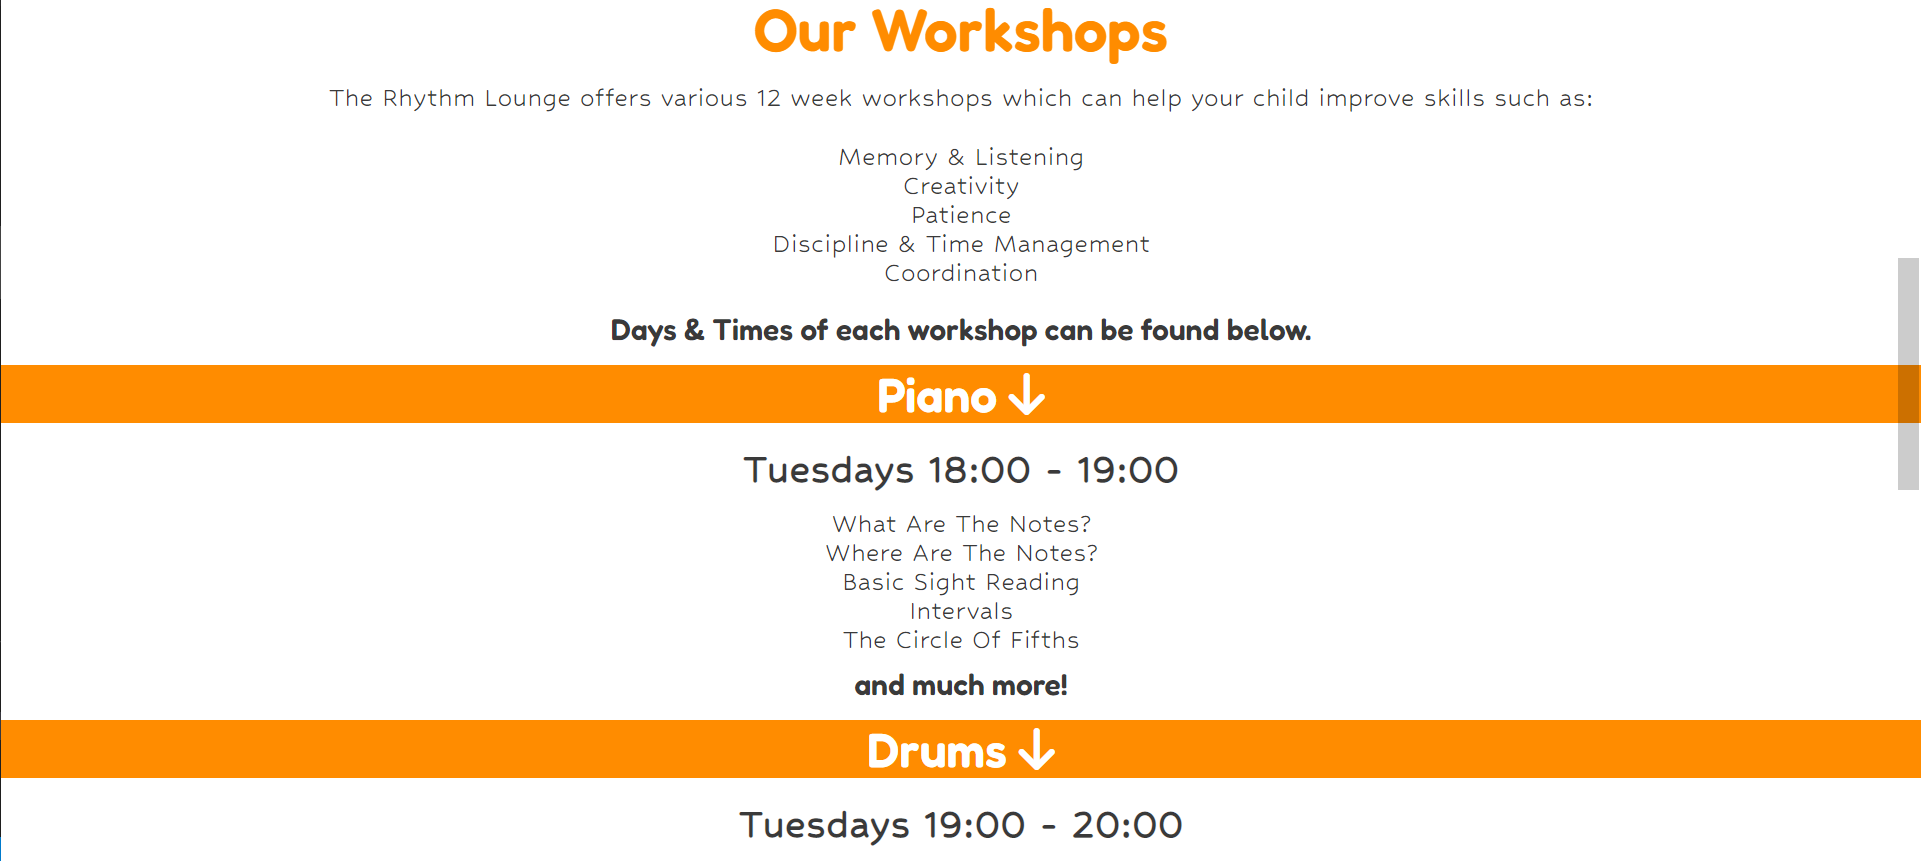 Our Workshops
The Rhythm Lounge offers various 12 week workshops which can help your child improve skills such as:
Memory & Listening
Creativity
Patience
Discipline & Time Management
Coordination
Days & Times of each workshop can be found below.
Piano ↓
Tuesdays 18:00 - 19:00
What Are The Notes?
Where Are The Notes?
Basic Sight Reading
Intervals
The Circle Of Fifths
and much more!
Drums ↓
Tuesdays 19:00 - 20:00